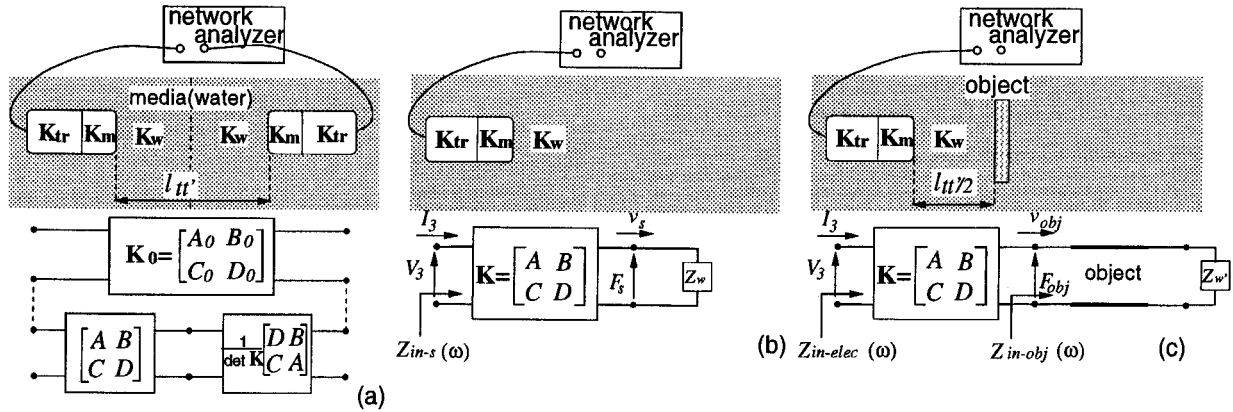 network
analyzer
media(water)
Ktr Km Kw Kw Km Ktr
ltt'
K0= [A0 B0
C0 D0]
[A B
C D]
1/det K [D B
C A]
(a)
network
analyzer
Ktr Km Kw
I3
vs
V3
K= [A B
C D]
Fs
Zw
Zin-s (ω)
(b)
network
analyzer
object
Ktr Km Kw
ltt'/2
I3
vobj
V3
K= [A B
C D]
Fobj
object
Zw'
Zin-elec (ω)
Z in-obj (ω)
(c)